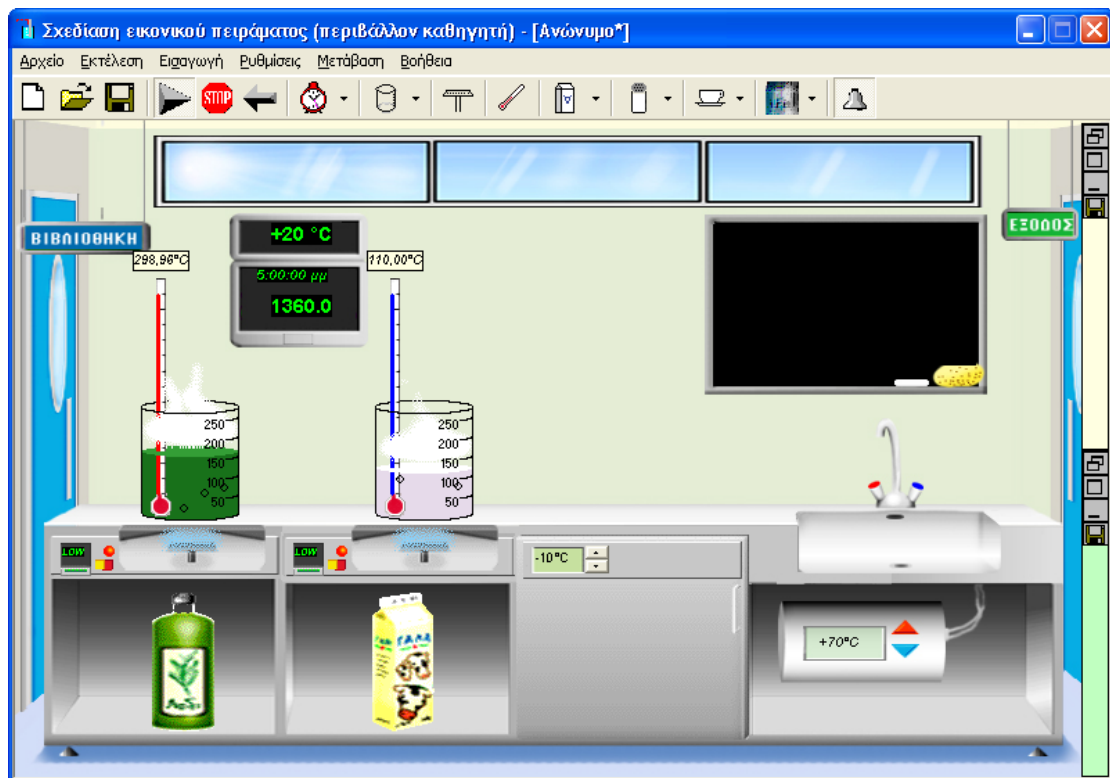 Σχεδίαση εικονικού πειράματος (περιβάλλον καθηγητή) - [Ανώνυμο*]
Αρχείο Εκτέλεση Εισαγωγή Ρυθμίσεις Μετάβαση Βοήθεια
STOP
ΒΙΒΛΙΟΘΗΚΗ
ΕΞΟΔΟΣ
+20 °C
298,96°C
110,00°C
5:00:00 μμ
1360.0
250
200
150
100
50
250
200
150
100
50
LOW
LOW
-10°C
+70°C
Λάδι
ΓΑΛΑ